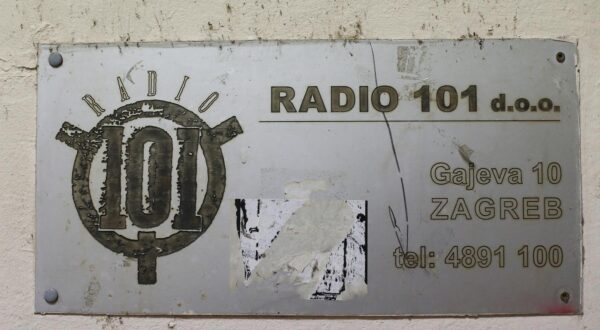 RADIO
101
RADIO 101 d.o.o.
Gajeva 10
ZAGREB
tel: 4891 100